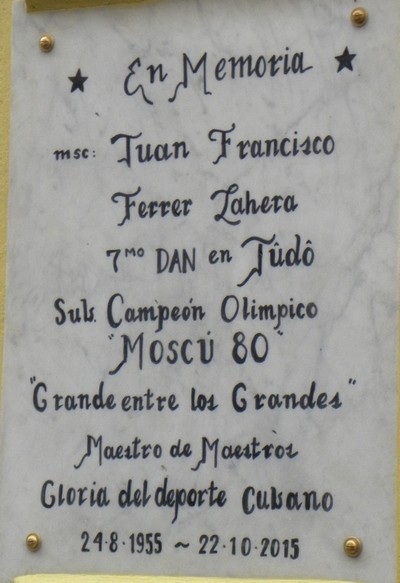 ★ En Memoria ★
msc: Juan Francisco
Ferrer Lahera
7mo DAN en Jûdô
Sub. Campeón Olimpico
"MOSCÚ 80"
"Grande entre los Grandes"
Maestro de Maestros
Gloria del deporte Cubano
24·8·1955 ~ 22·10·2015